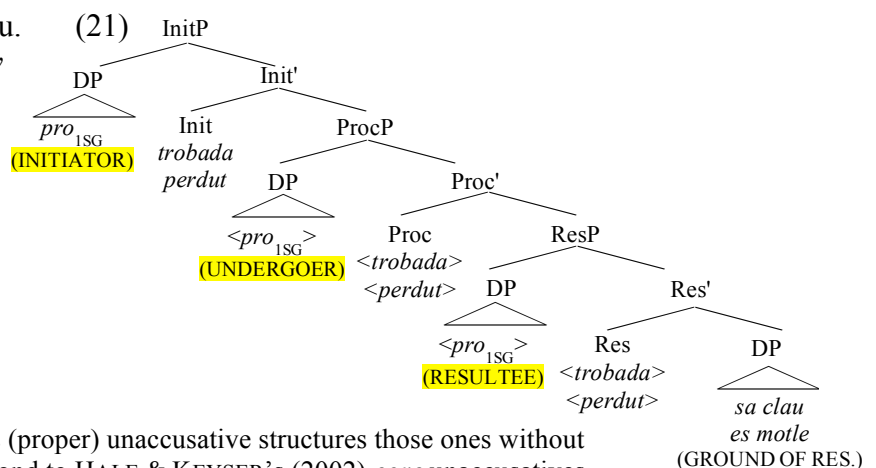 u. (21) InitP
,
DP Init'
pro1SG Init ProcP
(INITIATOR) trobada
perdut DP Proc'
<pro1SG> Proc ResP
(UNDERGOER) <trobada>
<perdut> DP Res'
<pro1SG> Res DP
(RESULTEE) <trobada>
<perdut> sa clau
es motle
(proper) unaccusative structures those ones without
(GROUND OF RES.)
and to HALE & KEYSER's (2002) unaccusatives